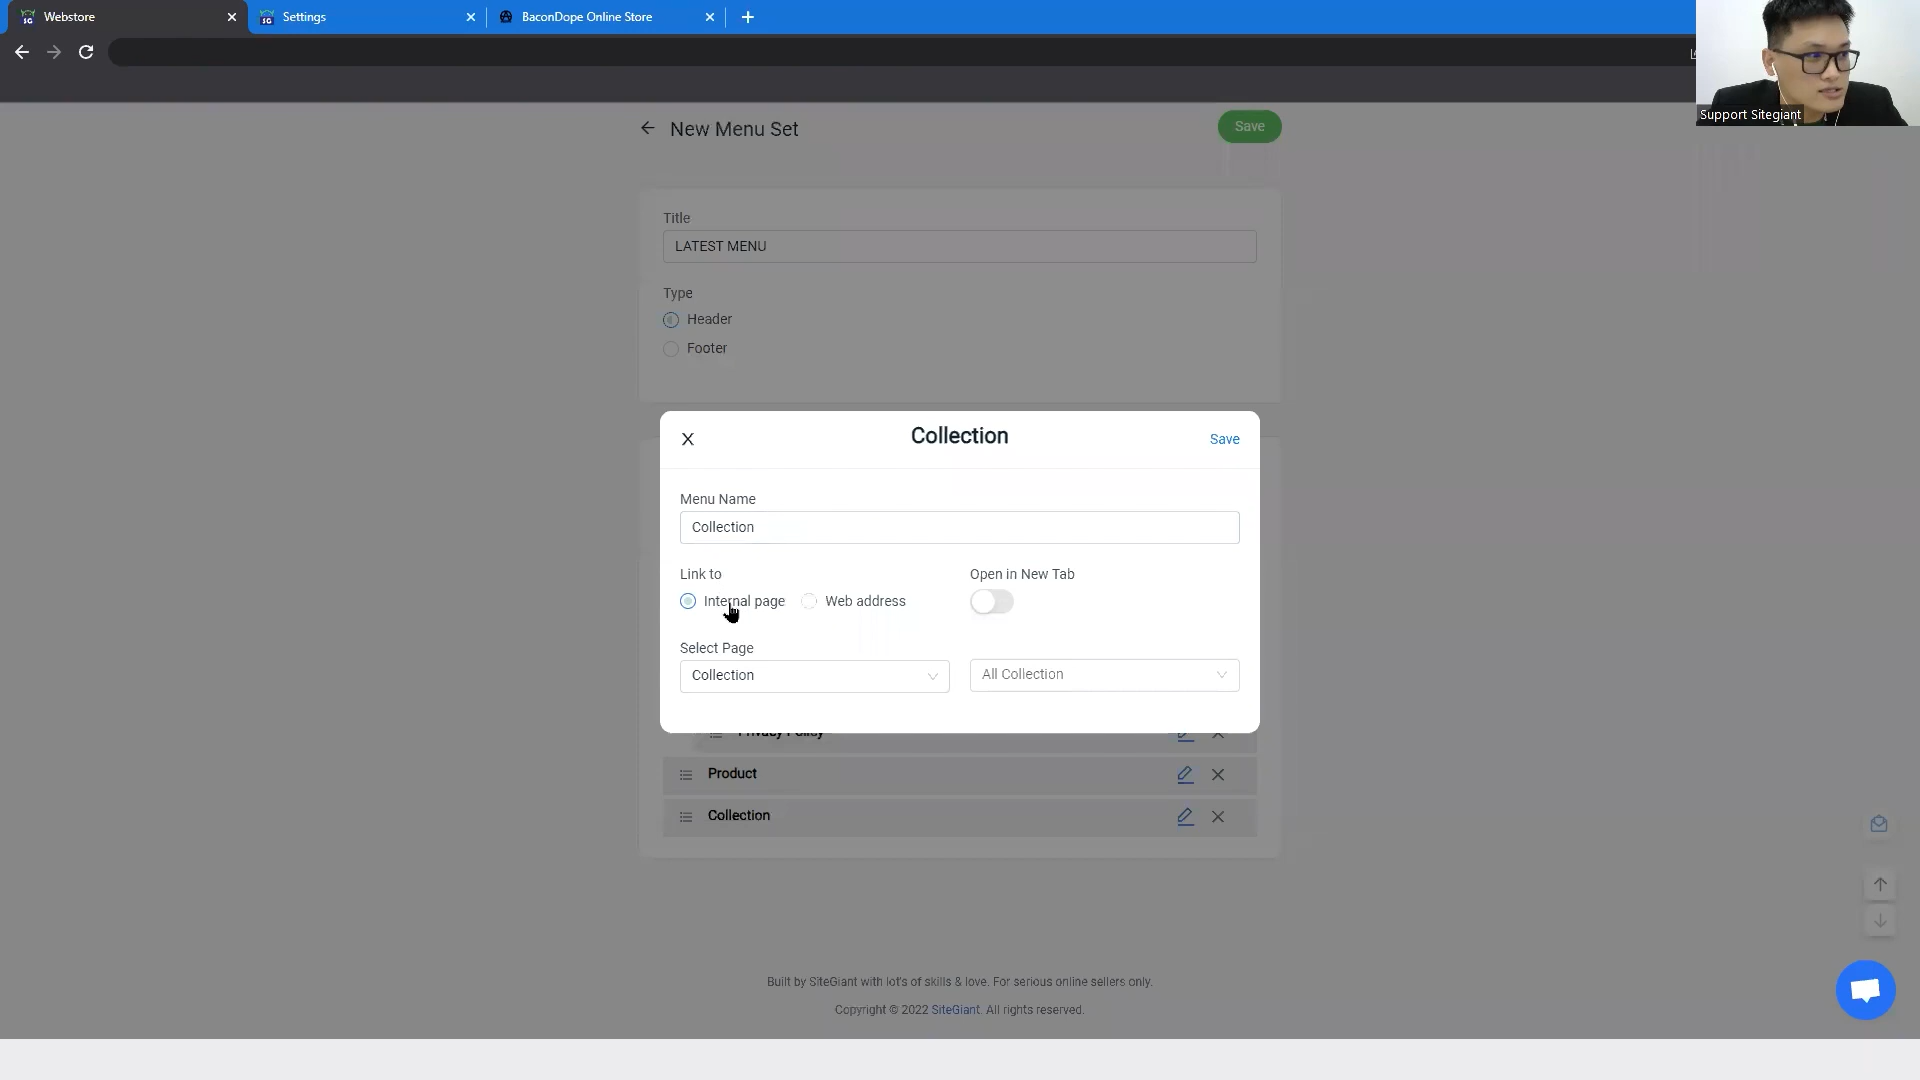 Webstore
Settings
BaconDope Online Store
Support Sitegiant
New Menu Set
Save
Title
LATEST MENU
Type
Header
Footer
Collection
Save
Menu Name
Collection
Link to
Open in New Tab
Internal page
Web address
Select Page
Collection
All Collection
Privacy Policy
Product
Collection
Built by SiteGiant with lot's of skills & love. For serious online sellers only.
Copyright © 2022 SiteGiant. All rights reserved.